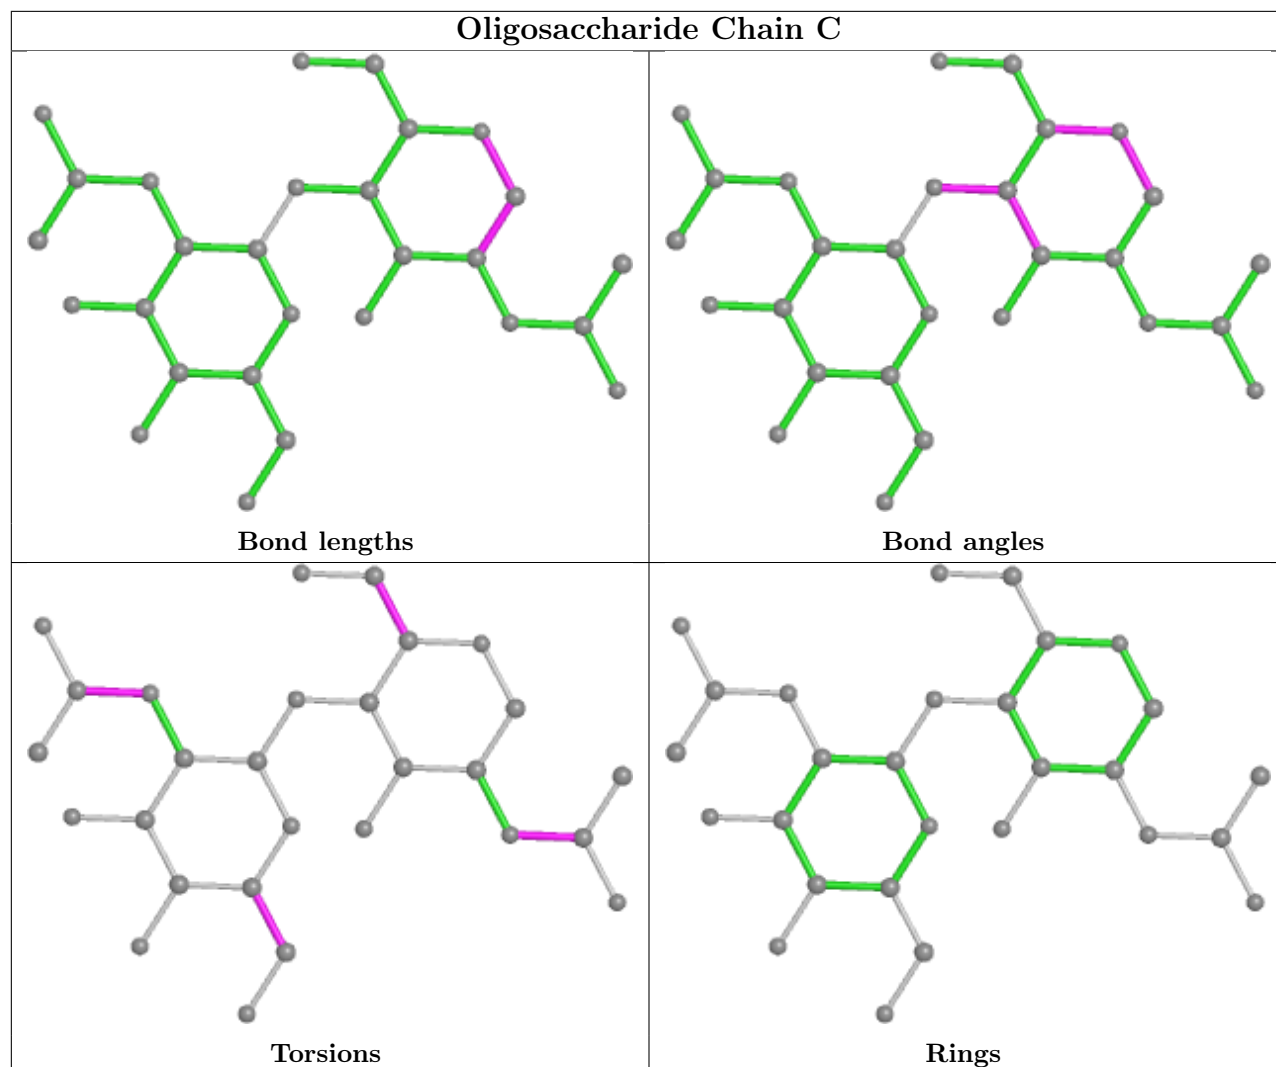 Oligosaccharide Chain C
Bond lengths
Bond angles
Torsions
Rings